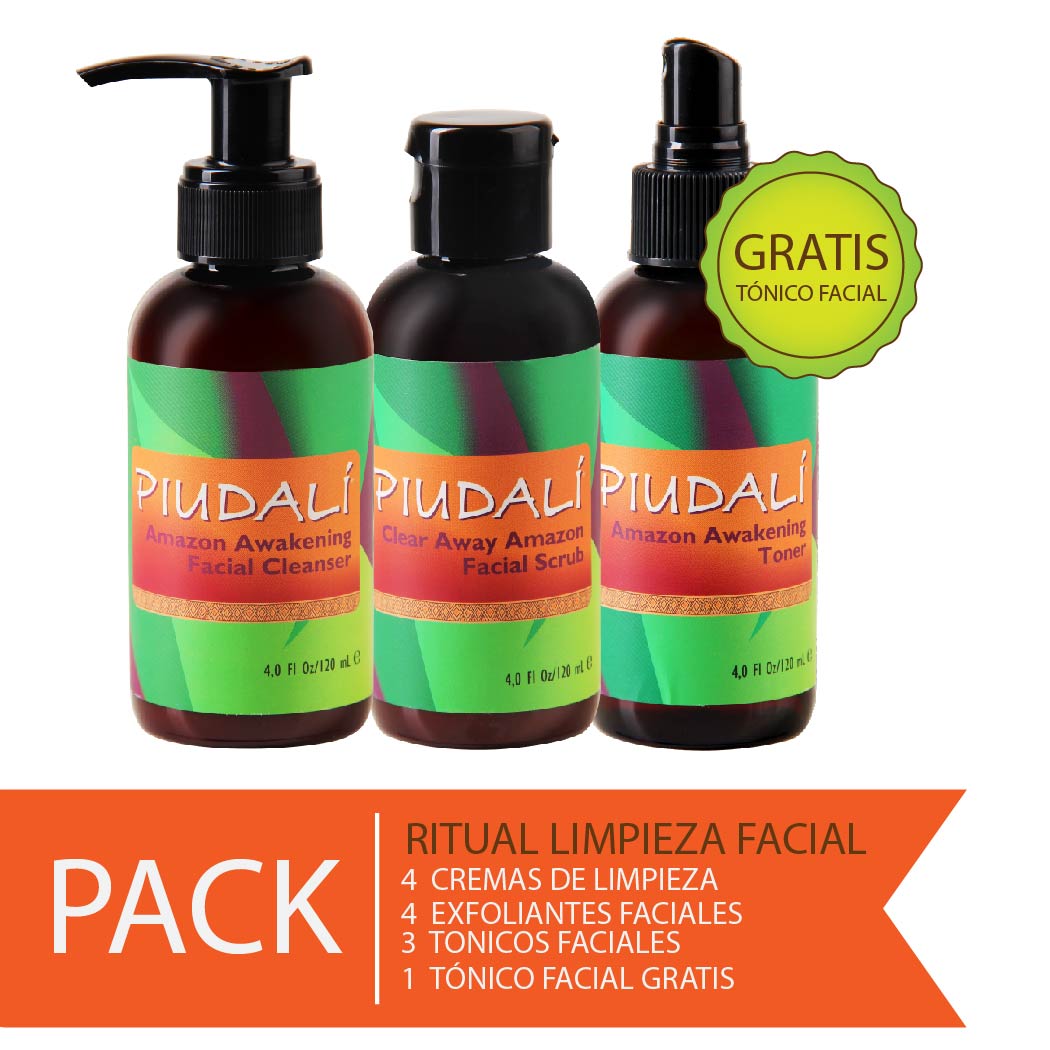 GRATIS
TÓNICO FACIAL
PIUDALÍ
Amazon Awakening
Facial Cleanser
4,0 Fl Oz/120 mL ℮
PIUDALÍ
Clear Away Amazon
Facial Scrub
4,0 Fl Oz/120 mL ℮
PIUDALÍ
Amazon Awakening
Toner
4,0 Fl Oz/120 mL ℮
PACK
RITUAL LIMPIEZA FACIAL
4 CREMAS DE LIMPIEZA
4 EXFOLIANTES FACIALES
3 TONICOS FACIALES
1 TÓNICO FACIAL GRATIS